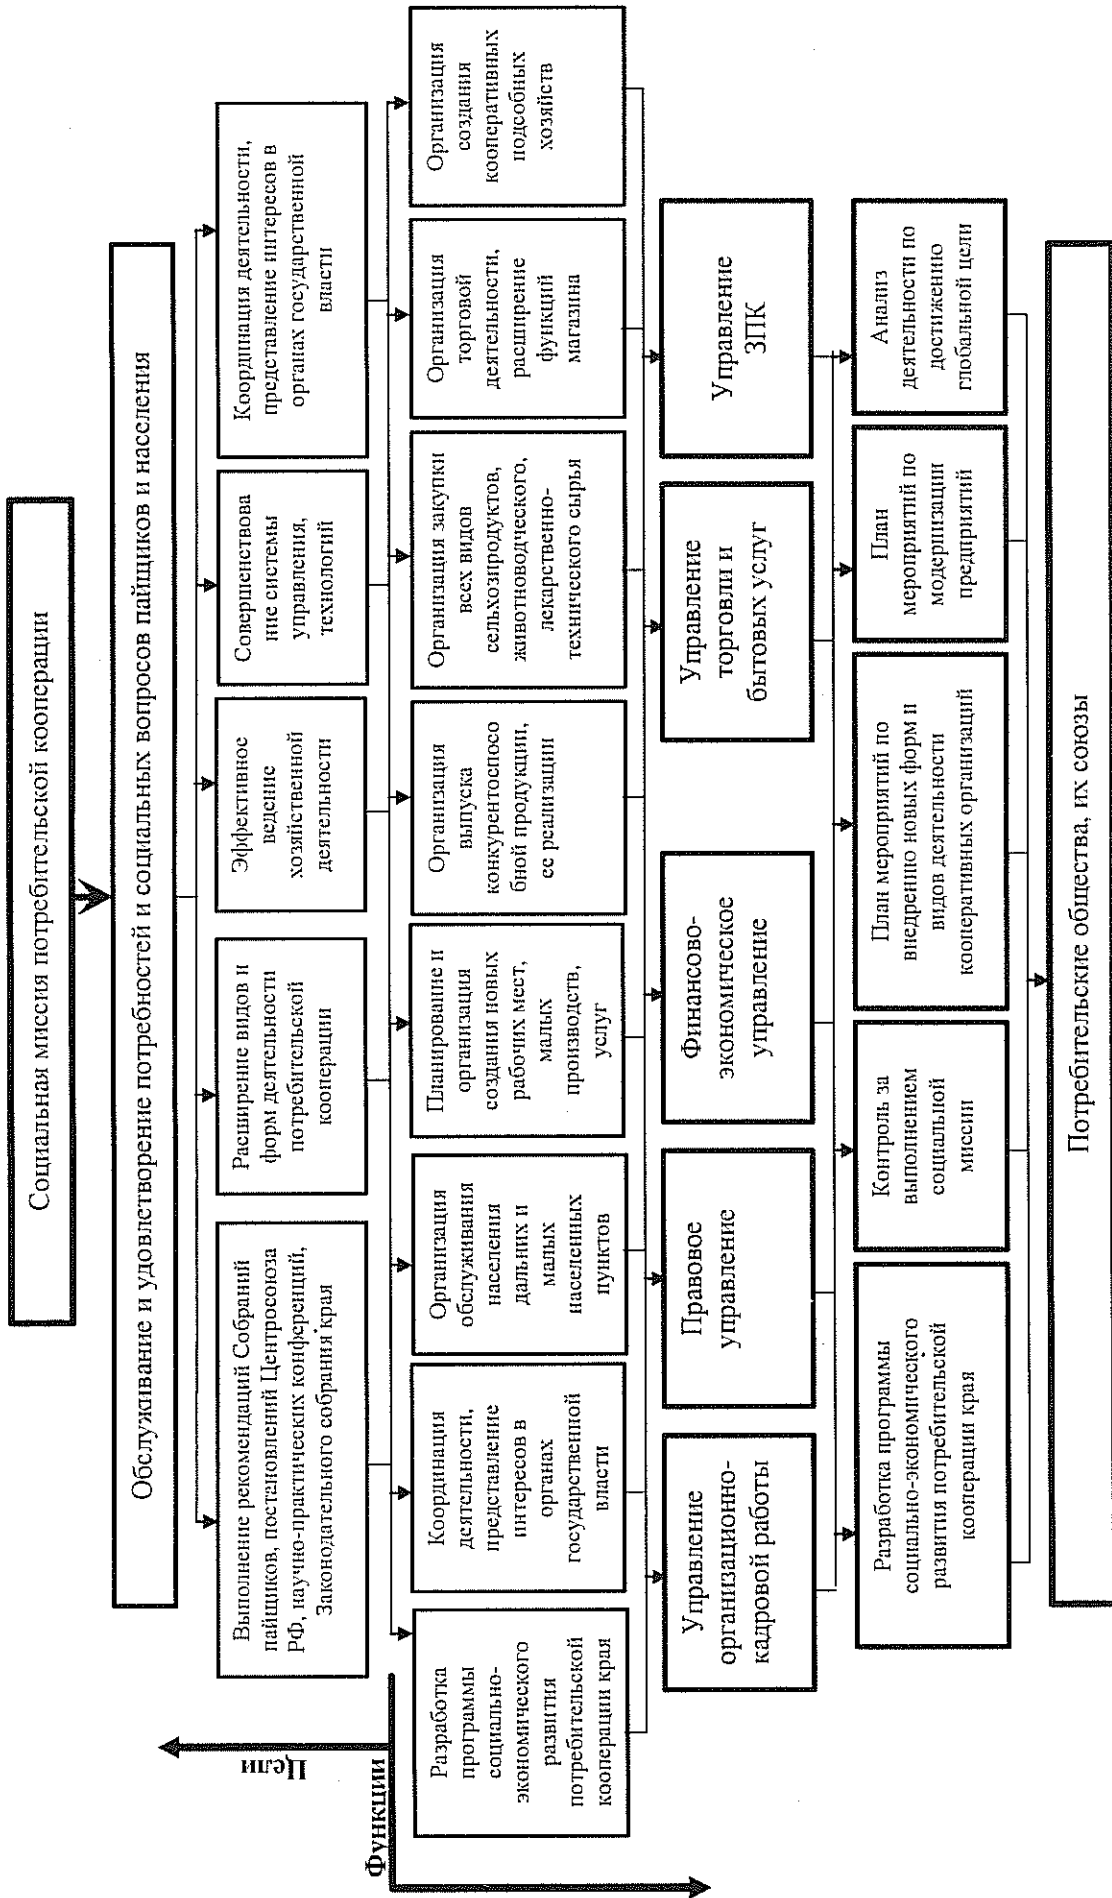 Социальная миссия потребительской кооперации
Обслуживание и удовлетворение потребностей и социальных вопросов пайщиков и населения
Цели
Выполнение рекомендаций Собраний
пайщиков, постановлений Центросоюза
РФ, научно-практических конференций,
Законодательного собрания края
Расширение видов и
форм деятельности
потребительской
кооперации
Эффективное
ведение
хозяйственной
деятельности
Совершенствова
ние системы
управления,
технологий
Координация деятельности,
представление интересов в
органах государственной
власти
Функции
Разработка
программы
социально-
экономического
развития
потребительской
кооперации края
Координация
деятельности,
представление
интересов в
органах
государственной
власти
Организация
обслуживания
населения
дальних и
малых
населенных
пунктов
Планирование и
организация
создания новых
рабочих мест,
малых
производств,
услуг
Организация
выпуска
конкурентоспосо
бной продукции,
ее реализации
Организация закупки
всех видов
сельхозпродуктов,
животноводческого,
лекарственно-
технического сырья
Организация
торговой
деятельности,
расширение
функций
магазина
Организация
создания
кооперативных
подсобных
хозяйств
Управление
организационно-
кадровой работы
Правовое
управление
Финансово-
экономическое
управление
Управление
торговли и
бытовых услуг
Управление
ЗПК
Разработка программы
социально-экономического
развития потребительской
кооперации края
Контроль за
выполнением
социальной
миссии
План мероприятий по
внедрению новых форм и
видов деятельности
кооперативных организаций
План
мероприятий по
модернизации
предприятий
Анализ
деятельности по
достижению
глобальной цели
Потребительские общества, их союзы